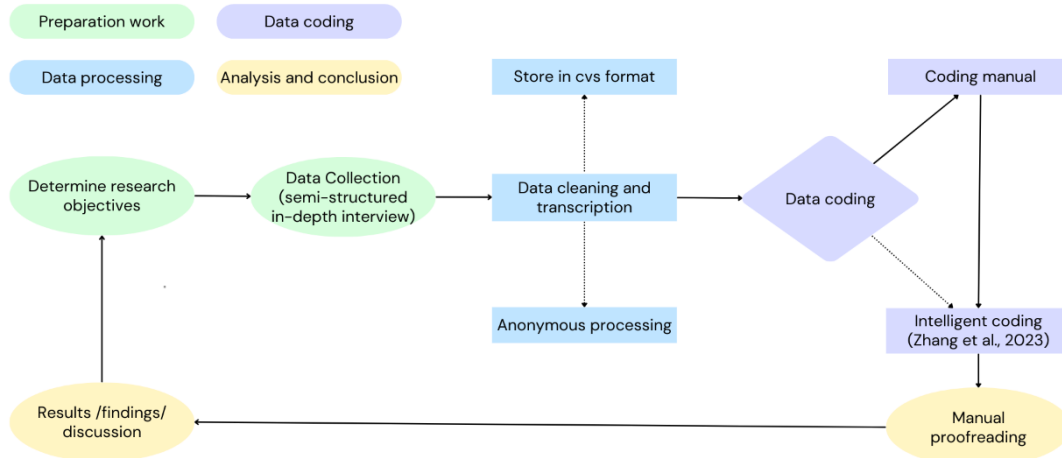 Preparation work
Data coding
Data processing
Analysis and conclusion
Store in cvs format
Coding manual
Determine research
objectives
Data Collection
(semi-structured
in-depth interview)
Data cleaning and
transcription
Data coding
Anonymous processing
Intelligent coding
(Zhang et al., 2023)
Results /findings/
discussion
Manual
proofreading